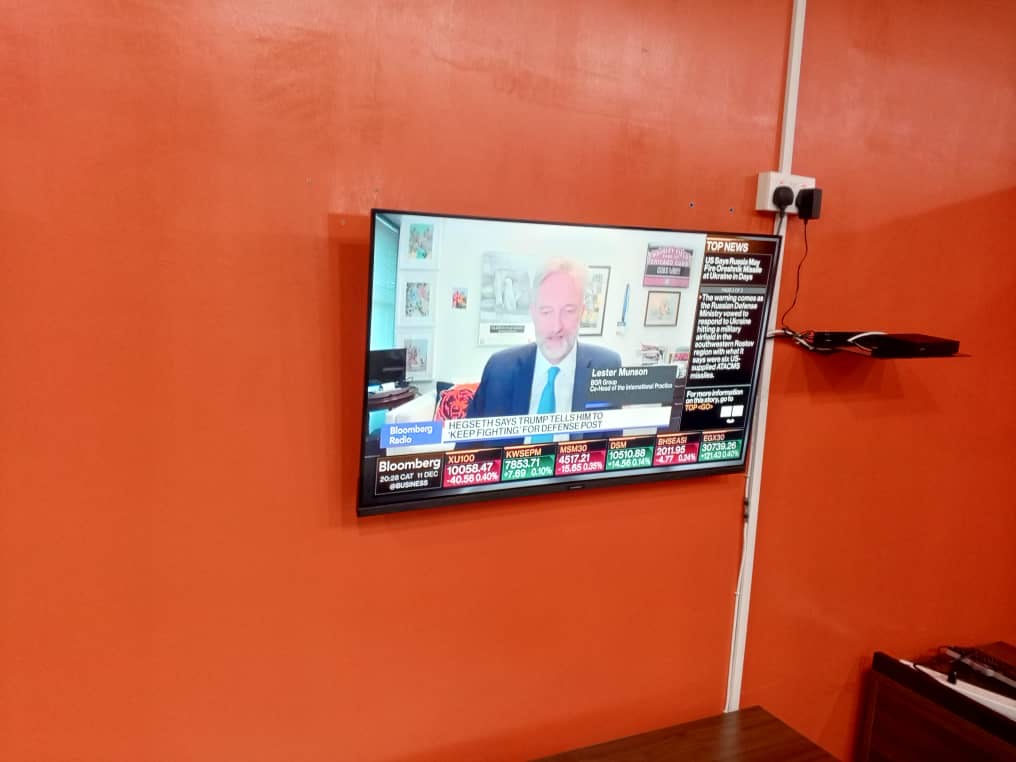 TOP NEWS
US Says Russia May
Fire Oreshnik Missile
at Ukraine in Days
PAGE 2 OF 3
The warning comes as
the Russian Defense
Ministry vowed to
respond to Ukraine
hitting a military
airfield in the
southwestern Rostov
region with what it
says were six US-
supplied ATACMS
missiles.
For more information
on this story, go to
TOP <GO>
Lester Munson
BGR Group
Co-Head of the International Practice
Bloomberg
Radio
HEGSETH SAYS TRUMP TELLS HIM TO
'KEEP FIGHTING' FOR DEFENSE POST
Bloomberg
20:28 CAT 11 DEC
@BUSINESS
XU100
10058.47
-40.56 0.40%
KWSEPM
7853.71
+7.69 0.10%
MSM30
4517.21
-15.65 0.35%
DSM
10510.88
+14.56 0.14%
BHSEASI
2011.95
-4.77 0.24%
EGX30
30739.26
+121.43 0.40%